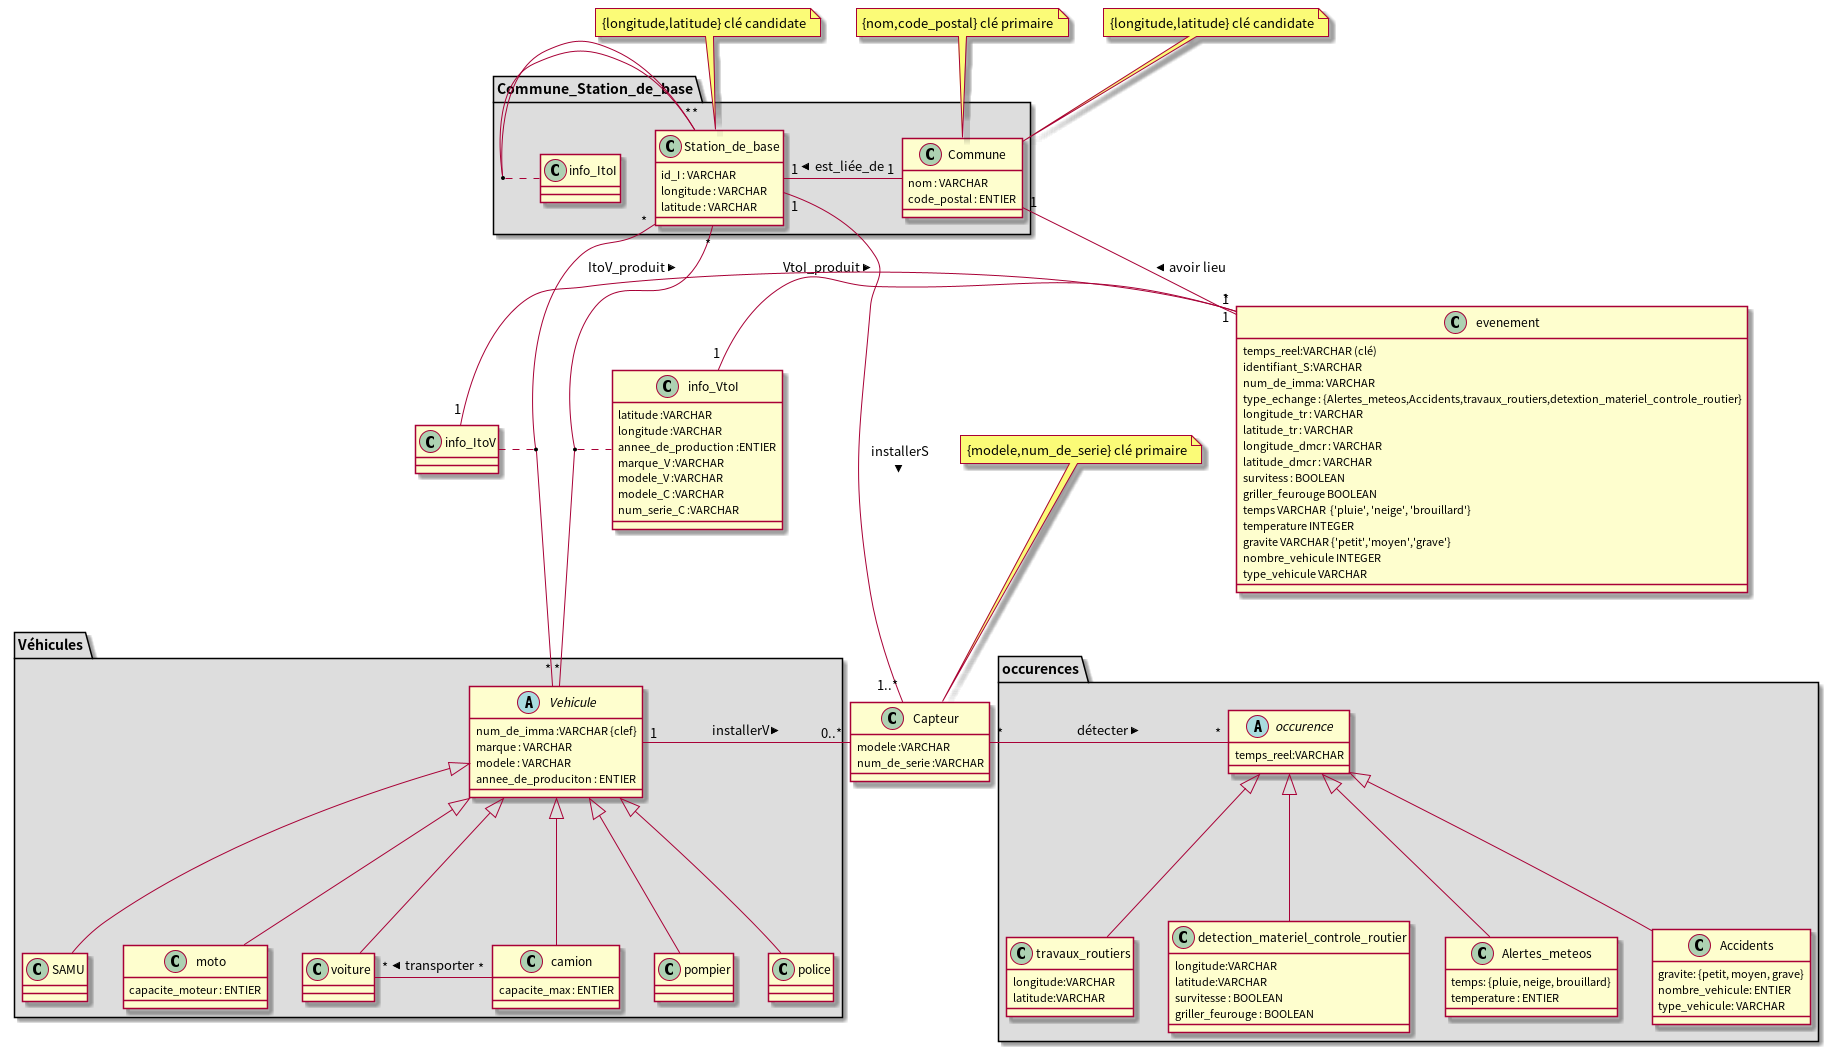 {longitude,latitude} clé candidate
{nom,code_postal} clé primaire
{longitude,latitude} clé candidate
Commune_Station_de_base
* *
C Station_de_base
id_I : VARCHAR
longitude : VARCHAR
latitude : VARCHAR
C info_ItoI
1 ◄ est_liée_de 1
C Commune
nom : VARCHAR
code_postal : ENTIER
1
1
*
*
ItoV_produit ►
VtoI_produit ►
◄ avoir lieu
*
1
1
C evenement
temps_reel:VARCHAR (clé)
identifiant_S:VARCHAR
num_de_imma: VARCHAR
type_echange : {Alertes_meteos,Accidents,travaux_routiers,detextion_materiel_controle_routier}
longitude_tr : VARCHAR
latitude_tr : VARCHAR
longitude_dmcr : VARCHAR
latitude_dmcr : VARCHAR
survitess : BOOLEAN
griller_feurouge BOOLEAN
temps VARCHAR {'pluie', 'neige', 'brouillard'}
temperature INTEGER
gravite VARCHAR {'petit','moyen','grave'}
nombre_vehicule INTEGER
type_vehicule VARCHAR
1
C info_VtoI
latitude :VARCHAR
longitude :VARCHAR
annee_de_production :ENTIER
marque_V :VARCHAR
modele_V :VARCHAR
modele_C :VARCHAR
num_serie_C :VARCHAR
1
C info_ItoV
installerS
▼
{modele,num_de_serie} clé primaire
Véhicules
* *
A Vehicule
num_de_imma :VARCHAR {clef}
marque : VARCHAR
modele : VARCHAR
annee_de_produciton : ENTIER
1 installerV► 0..*
1..*
C Capteur
modele :VARCHAR
num_de_serie :VARCHAR
* détecter ► *
occurences
A occurence
temps_reel:VARCHAR
C SAMU
C moto
capacite_moteur : ENTIER
C voiture
* ◄ transporter *
C camion
capacite_max : ENTIER
C pompier
C police
C travaux_routiers
longitude:VARCHAR
latitude:VARCHAR
C detection_materiel_controle_routier
longitude:VARCHAR
latitude:VARCHAR
survitesse : BOOLEAN
griller_feurouge : BOOLEAN
C Alertes_meteos
temps: {pluie, neige, brouillard}
temperature : ENTIER
C Accidents
gravite: {petit, moyen, grave}
nombre_vehicule: ENTIER
type_vehicule: VARCHAR